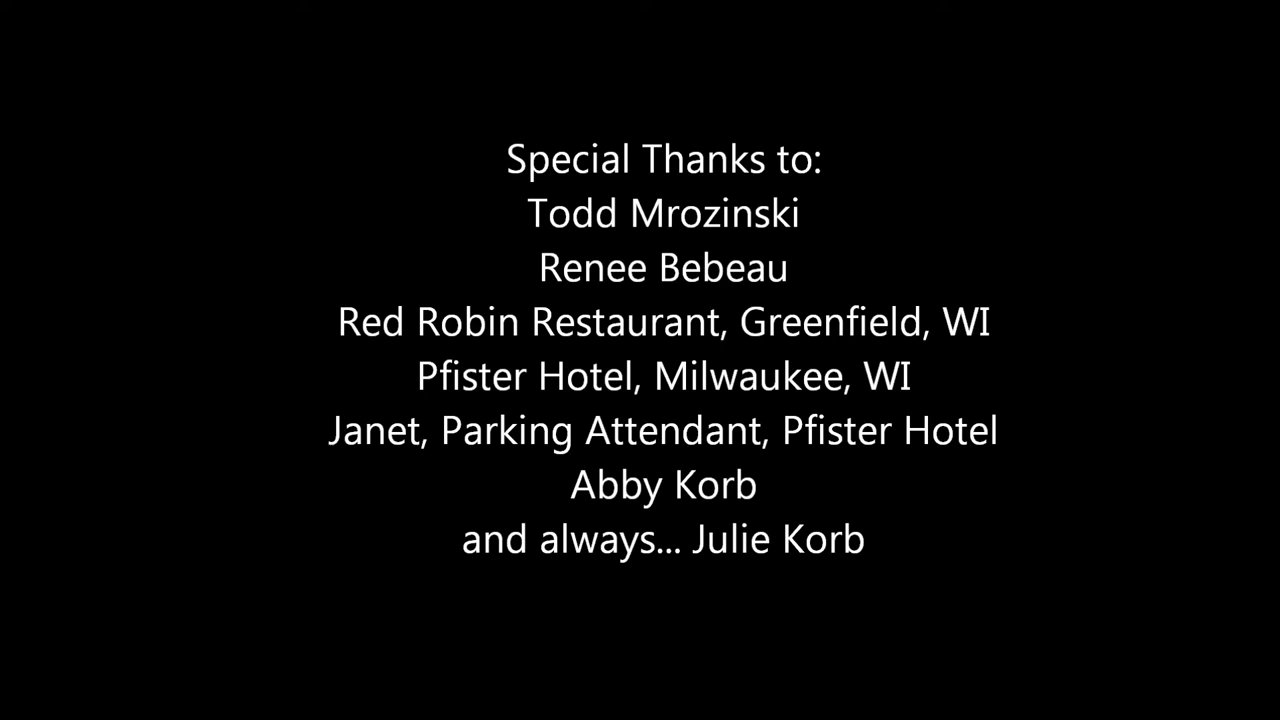 Special Thanks to:
Todd Mrozinski
Renee Bebeau
Red Robin Restaurant, Greenfield, WI
Pfister Hotel, Milwaukee, WI
Janet, Parking Attendant, Pfister Hotel
Abby Korb
and always... Julie Korb